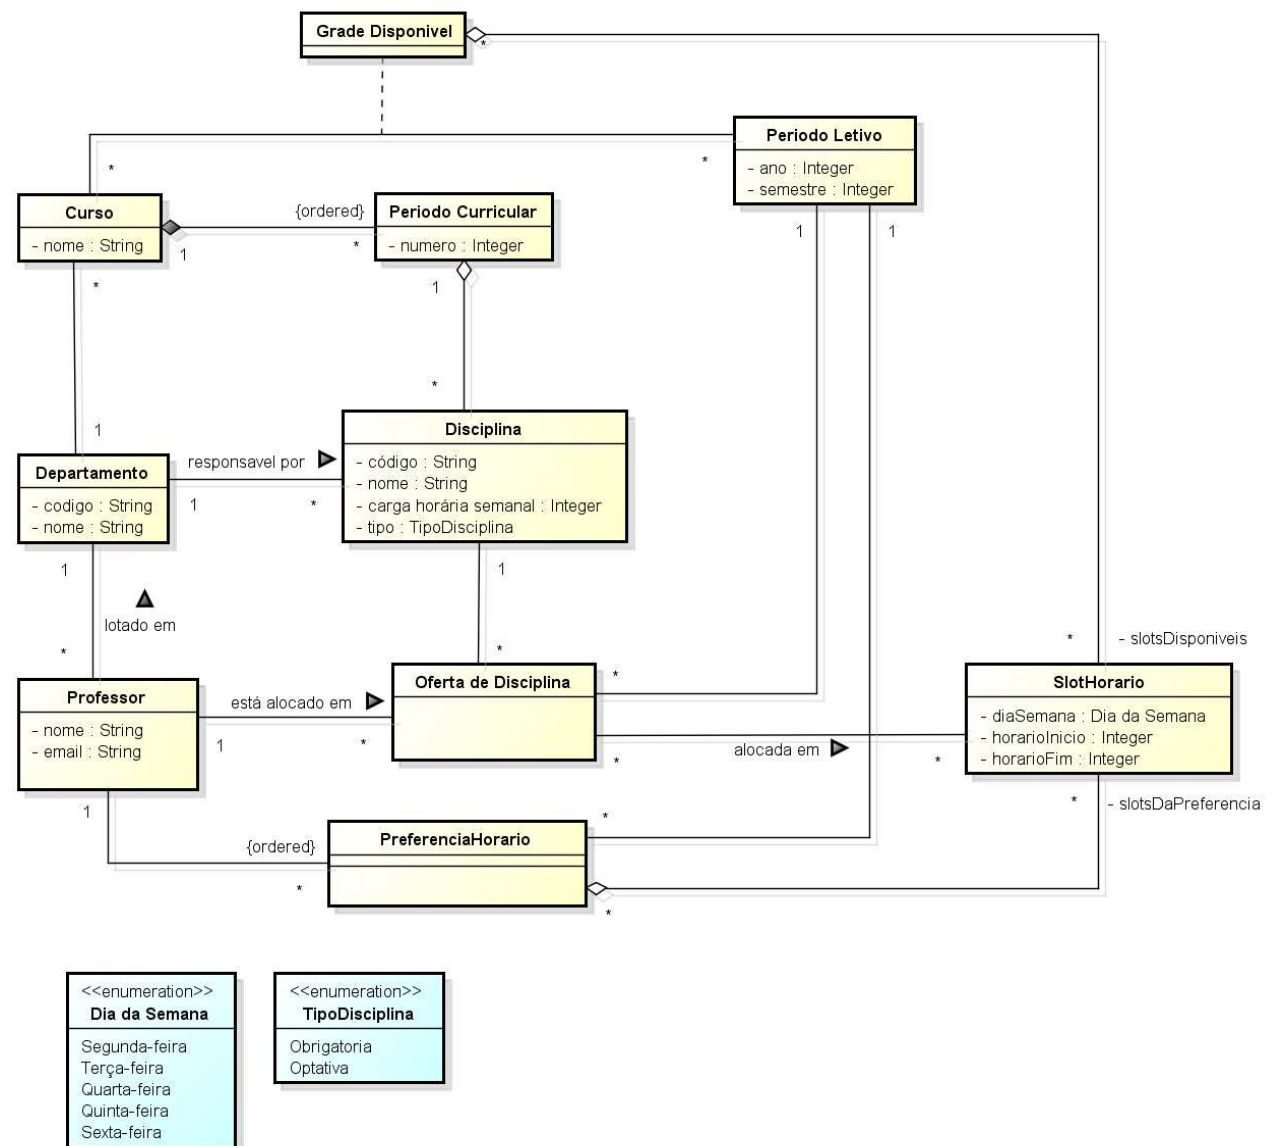 Grade Disponivel
*
Periodo Letivo
- ano : Integer
- semestre : Integer
*
*
Curso
- nome : String
{ordered}
1
*
Periodo Curricular
- numero : Integer
1
1
1
*
*
1
Departamento
- codigo : String
- nome : String
responsavel por
1
*
Disciplina
- código : String
- nome : String
- carga horária semanal : Integer
- tipo : TipoDisciplina
1
1
lotado em
*
*
*
* - slotsDisponiveis
Professor
- nome : String
- email : String
está alocado em
1
*
Oferta de Disciplina
alocada em
*
*
SlotHorario
- diaSemana : Dia da Semana
- horarioInicio : Integer
- horarioFim : Integer
* - slotsDaPreferencia
1
{ordered}
*
*
PreferenciaHorario
*
<<enumeration>>
Dia da Semana
Segunda-feira
Terça-feira
Quarta-feira
Quinta-feira
Sexta-feira
<<enumeration>>
TipoDisciplina
Obrigatoria
Optativa